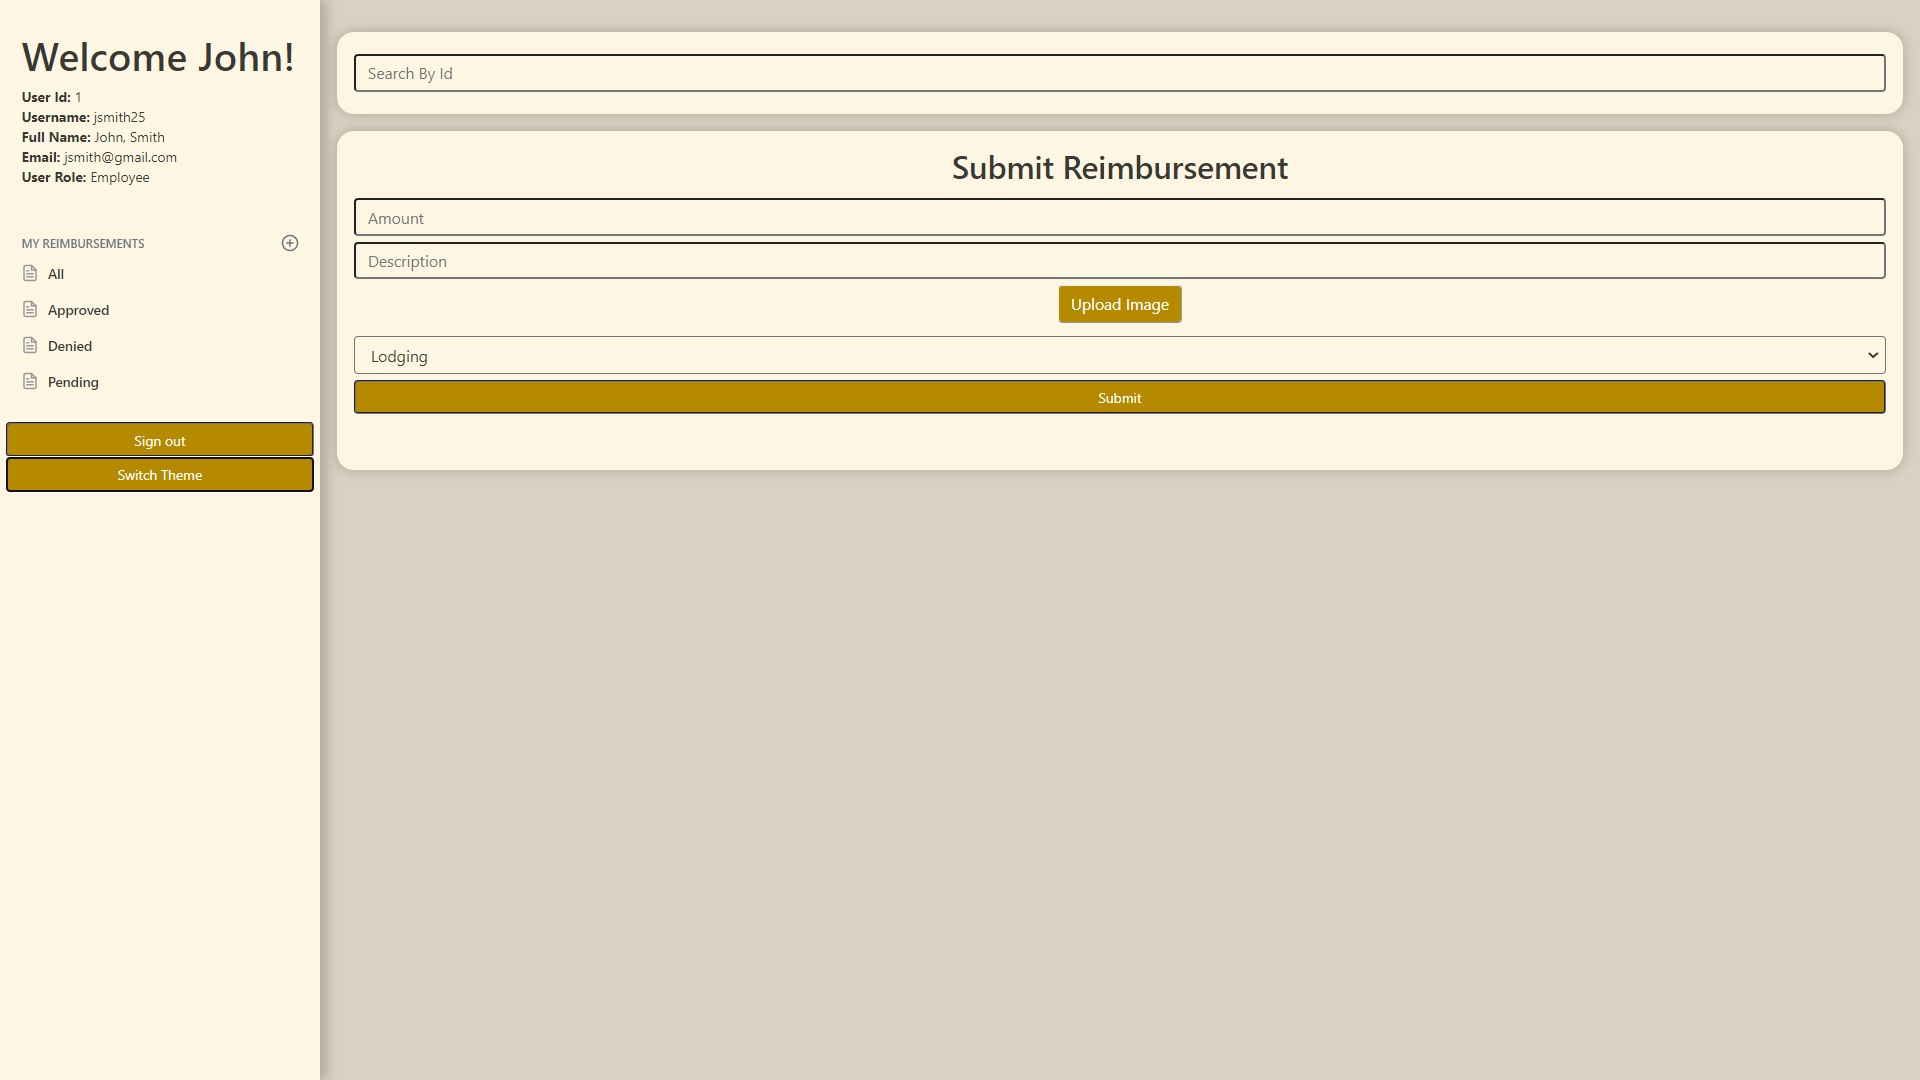 Welcome John!
User Id: 1
Username: jsmith25
Full Name: John, Smith
Email: jsmith@gmail.com
User Role: Employee
MY REIMBURSEMENTS
All
Approved
Denied
Pending
Sign out
Switch Theme
Search By Id
Submit Reimbursement
Amount
Description
Upload Image
Lodging
Submit